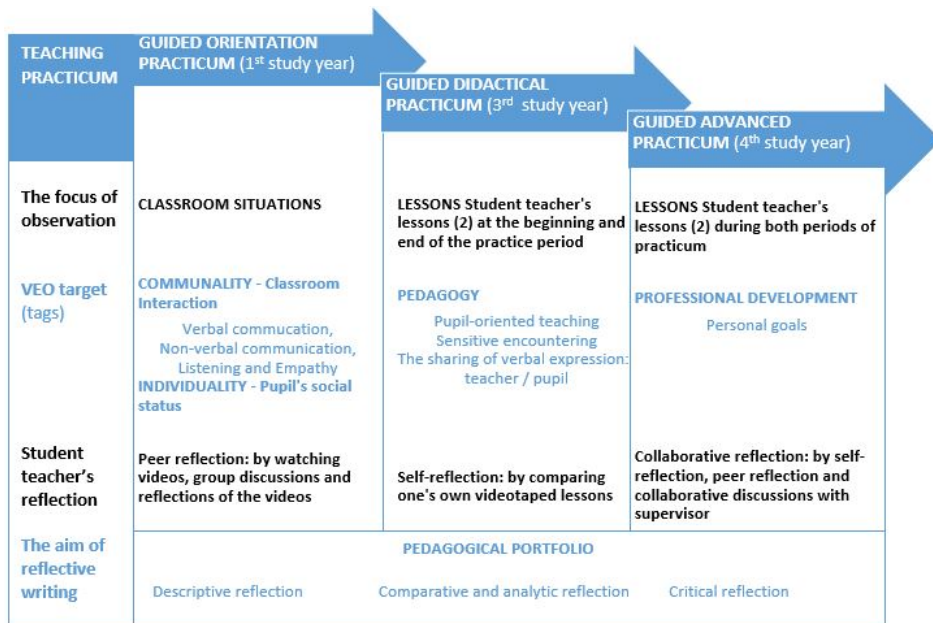 TEACHING
PRACTICUM
GUIDED ORIENTATION
PRACTICUM (1st study year)
GUIDED DIDACTICAL
PRACTICUM (3rd study year)
GUIDED ADVANCED
PRACTICUM (4th study year)
The focus of
observation
CLASSROOM SITUATIONS
LESSONS Student teacher's
lessons (2) at the beginning and
end of the practice period
LESSONS Student teacher's
lessons (2) during both periods of
practicum
VEO target
(tags)
COMMUNALITY - Classroom
Interaction
Verbal commucation,
Non-verbal communication,
Listening and Empathy
INDIVIDUALITY - Pupil's social
status
PEDAGOGY
Pupil-oriented teaching
Sensitive encountering
The sharing of verbal expression:
teacher / pupil
PROFESSIONAL DEVELOPMENT
Personal goals
Student
teacher's
reflection
Peer reflection: by watching
videos, group discussions and
reflections of the videos
Self-reflection: by comparing
one's own videotaped lessons
Collaborative reflection: by self-
reflection, peer reflection and
collaborative discussions with
supervisor
The aim of
reflective
writing
PEDAGOGICAL PORTFOLIO
Descriptive reflection
Comparative and analytic reflection
Critical reflection